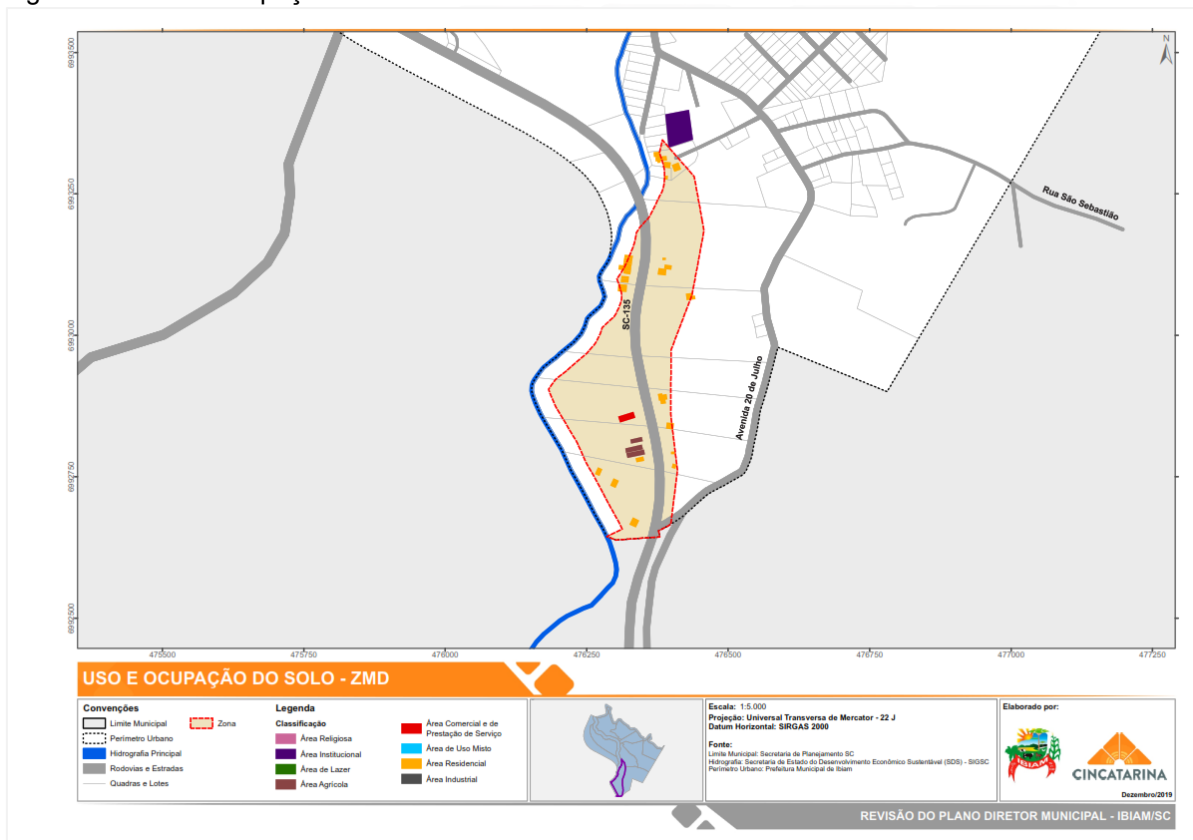 N
6993500
6993250
6993000
6992750
6992500
Rua São Sebastião
SC-135
Avenida 20 de Julho
475500
475750
476000
476250
476500
476750
477000
477250
USO E OCUPAÇÃO DO SOLO - ZMD
Convenções
Limite Municipal
Zona
Perímetro Urbano
Hidrografia Principal
Rodovias e Estradas
Quadras e Lotes
Legenda
Classificação
Área Religiosa
Área Institucional
Área de Lazer
Área Agrícola
Área Comercial e de
Prestação de Serviço
Área de Uso Misto
Área Residencial
Área Industrial
Escala: 1:5.000
Projeção: Universal Transversa de Mercator - 22 J
Datum Horizontal: SIRGAS 2000
Fonte:
Limite Municipal: Secretaria de Planejamento SC
Hidrografia: Secretaria de Estado do Desenvolvimento Econômico Sustentável (SDS) - SIGSC
Perímetro Urbano: Prefeitura Municipal de Ibiam
Elaborado por:
IBIAM
CINCATARINA
Dezembro/2019
REVISÃO DO PLANO DIRETOR MUNICIPAL - IBIAM/SC